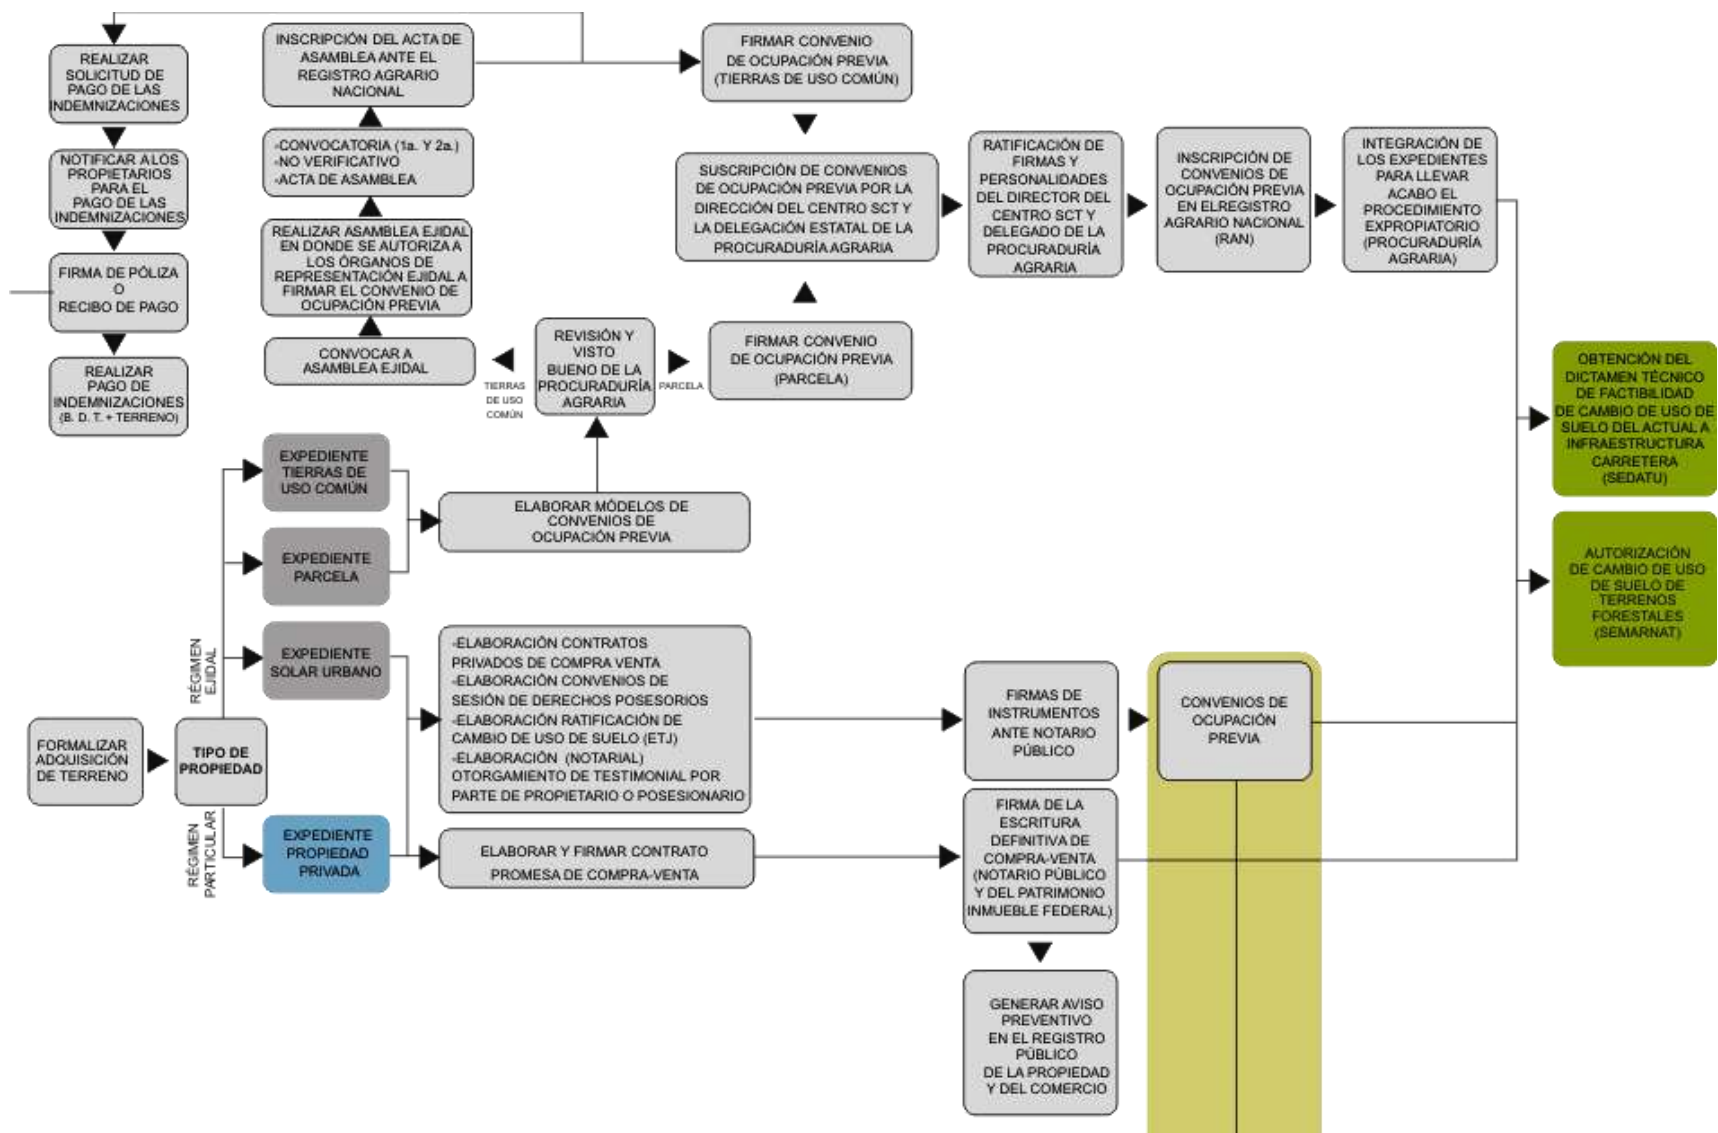 REALIZAR
SOLICITUD DE
PAGO DE LAS
INDEMNIZACIONES
NOTIFICAR A LOS
PROPIETARIOS
PARA EL
PAGO DE LAS
INDEMNIZACIONES
FIRMA DE PÓLIZA
O
RECIBO DE PAGO
REALIZAR
PAGO DE
INDEMNIZACIONES
(B. D. T. + TERRENO)
INSCRIPCIÓN DEL ACTA DE
ASAMBLEA ANTE EL
REGISTRO AGRARIO
NACIONAL
-CONVOCATORIA (1a. Y 2a.)
-NO VERIFICATIVO
-ACTA DE ASAMBLEA
REALIZAR ASAMBLEA EJIDAL
EN DONDE SE AUTORIZA A
LOS ÓRGANOS DE
REPRESENTACIÓN EJIDAL A
FIRMAR EL CONVENIO DE
OCUPACIÓN PREVIA
CONVOCAR A
ASAMBLEA EJIDAL
TIERRAS
DE USO
COMÚN
REVISIÓN Y
VISTO
BUENO DE LA
PROCURADURÍA
AGRARIA
PARCELA
FIRMAR CONVENIO
DE OCUPACIÓN PREVIA
(TIERRAS DE USO COMÚN)
SUSCRIPCIÓN DE CONVENIOS
DE OCUPACIÓN PREVIA POR LA
DIRECCIÓN DEL CENTRO SCT Y
LA DELEGACIÓN ESTATAL DE LA
PROCURADURÍA AGRARIA
FIRMAR CONVENIO
DE OCUPACIÓN PREVIA
(PARCELA)
RATIFICACIÓN DE
FIRMAS Y
PERSONALIDADES
DEL DIRECTOR DEL
CENTRO SCT Y
DELEGADO DE LA
PROCURADURÍA
AGRARIA
INSCRIPCIÓN DE
CONVENIOS DE
OCUPACIÓN PREVIA
EN ELREGISTRO
AGRARIO NACIONAL
(RAN)
INTEGRACIÓN DE
LOS EXPEDIENTES
PARA LLEVAR
ACABO EL
PROCEDIMIENTO
EXPROPIATORIO
(PROCURADURÍA
AGRARIA)
OBTENCIÓN DEL
DICTAMEN TÉCNICO
DE FACTIBILIDAD
DE CAMBIO DE USO DE
SUELO DEL ACTUAL A
INFRAESTRUCTURA
CARRETERA
(SEDATU)
AUTORIZACIÓN
DE CAMBIO DE USO
DE SUELO DE
TERRENOS
FORESTALES
(SEMARNAT)
EXPEDIENTE
TIERRAS DE
USO COMÚN
EXPEDIENTE
PARCELA
EXPEDIENTE
SOLAR URBANO
EXPEDIENTE
PROPIEDAD
PRIVADA
RÉGIMEN
EJIDAL
RÉGIMEN
PARTICULAR
FORMALIZAR
ADQUISICIÓN
DE TERRENO
TIPO DE
PROPIEDAD
ELABORAR MÓDELOS DE
CONVENIOS DE
OCUPACIÓN PREVIA
-ELABORACIÓN CONTRATOS
PRIVADOS DE COMPRA VENTA
-ELABORACIÓN CONVENIOS DE
SESIÓN DE DERECHOS POSESORIOS
-ELABORACIÓN RATIFICACIÓN DE
CAMBIO DE USO DE SUELO (ETJ)
-ELABORACIÓN (NOTARIAL)
OTORGAMIENTO DE TESTIMONIAL POR
PARTE DE PROPIETARIO O POSESIONARIO
ELABORAR Y FIRMAR CONTRATO
PROMESA DE COMPRA-VENTA
FIRMAS DE
INSTRUMENTOS
ANTE NOTARIO
PÚBLICO
CONVENIOS DE
OCUPACIÓN
PREVIA
FIRMA DE LA
ESCRITURA
DEFINITIVA DE
COMPRA-VENTA
(NOTARIO PÚBLICO
Y DEL PATRIMONIO
INMUEBLE FEDERAL)
GENERAR AVISO
PREVENTIVO
EN EL REGISTRO
PÚBLICO
DE LA PROPIEDAD
Y DEL COMERCIO